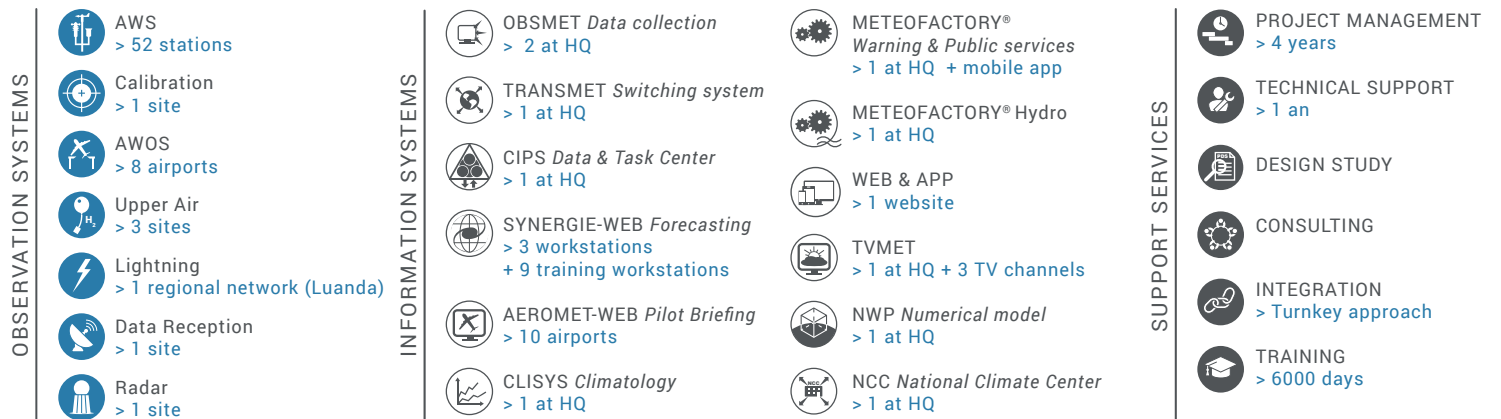 OBSERVATION SYSTEMS
AWS
> 52 stations
Calibration
> 1 site
AWOS
> 8 airports
Upper Air
> 3 sites
H₂
Lightning
> 1 regional network (Luanda)
Data Reception
> 1 site
Radar
> 1 site
INFORMATION SYSTEMS
OBSMET Data collection
> 2 at HQ
TRANSMET Switching system
> 1 at HQ
CIPS Data & Task Center
> 1 at HQ
SYNERGIE-WEB Forecasting
> 3 workstations
+ 9 training workstations
AEROMET-WEB Pilot Briefing
> 10 airports
CLISYS Climatology
> 1 at HQ
METEOFACTORY®
Warning & Public services
> 1 at HQ + mobile app
METEOFACTORY® Hydro
> 1 at HQ
WEB & APP
> 1 website
TVMET
> 1 at HQ + 3 TV channels
NWP Numerical model
> 1 at HQ
NCC
NCC National Climate Center
> 1 at HQ
SUPPORT SERVICES
PROJECT MANAGEMENT
> 4 years
TECHNICAL SUPPORT
> 1 an
PDS
DESIGN STUDY
CONSULTING
INTEGRATION
> Turnkey approach
TRAINING
> 6000 days